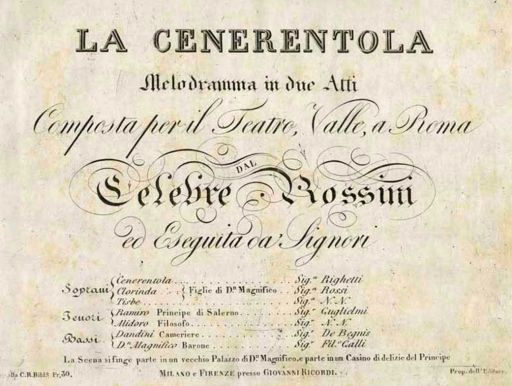 LA CENERENTOLA
Melodramma in due Atti
Composta per il Teatro, Valle, a Roma
DAL
Celebre Rossini
ed Eseguita da' Signori
Soprani
Cenerentola . . . . . . . . . . . . . . . . . . . . Sig.ª Righetti
Clorinda . . . . . Figlie di D.n Magnifico . . . Sig.ª Rossi
Tisbe . . . . . . Sig.ª N. N.
Tenori
Ramiro Principe di Salerno . . . . . . . . . . Sig.r Guglielmi
Alidoro Filosofo . . . . . . . . . . . . . . . . . Sig.r N. N.
Bassi
Dandini Cameriere . . . . . . . . . . . . . . . Sig.r De Begnis
D.n Magnifico Barone . . . . . . . . . . . . . Sig.r Fil.º Galli
La Scena si finge parte in un vecchio Palazzo di D.n Magnifico, e parte in un Casino di delizie del Principe
C.R.Bibl. Fr. 30.
MILANO e FIRENZE presso GIOVANNI RICORDI.
Prop. dell'Editore